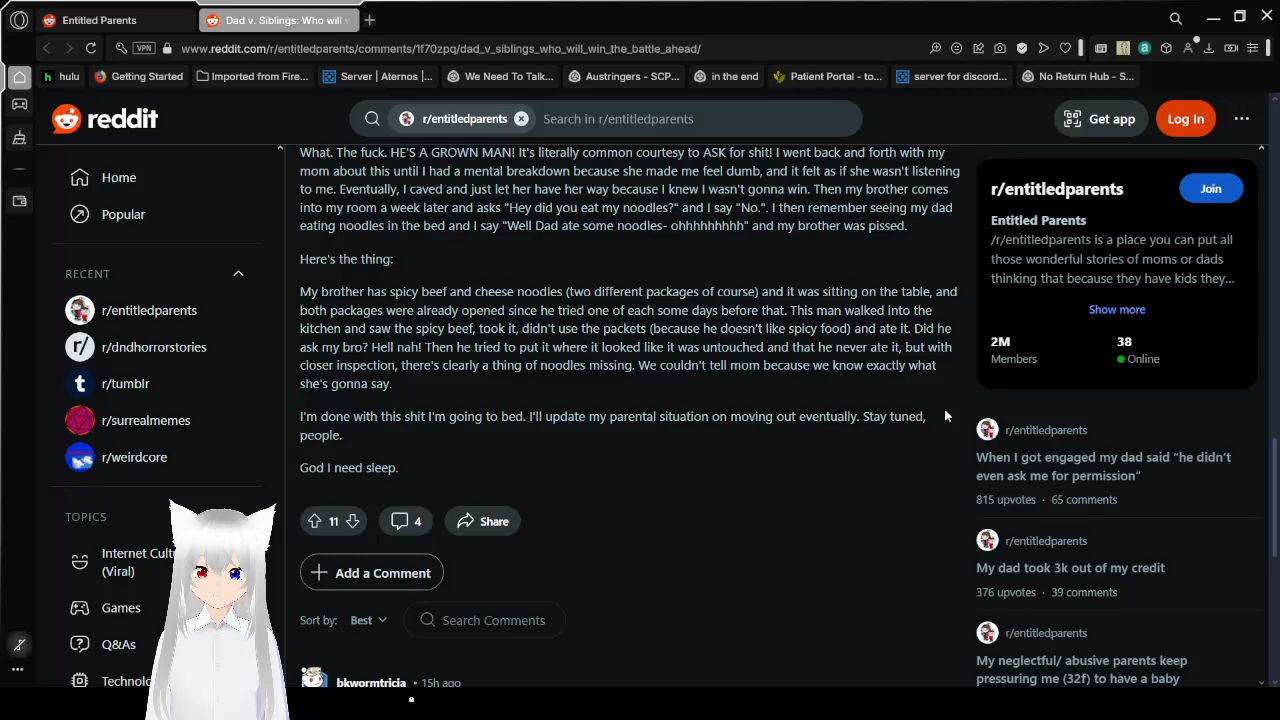 Entitled Parents
Dad v. Siblings: Who will v
VPN
www.reddit.com/r/entitledparents/comments/1f70zpq/dad_v_siblings_who_will_win_the_battle_ahead/
hulu
Getting Started
Imported from Fire...
Server | Aternos |...
We Need To Talk...
Austringers - SCP...
in the end
Patient Portal - to...
server for discord...
No Return Hub - S...
reddit
r/entitledparents
Search in r/entitledparents
Get app
Log In
Home
Popular
RECENT
r/entitledparents
r/dndhorrorstories
r/tumblr
r/surrealmemes
r/weirdcore
TOPICS
Internet Cult
(Viral)
Games
Q&As
Technolo
What. The fuck. HE'S A GROWN MAN! It's literally common courtesy to ASK for shit! I went back and forth with my
mom about this until I had a mental breakdown because she made me feel dumb, and it felt as if she wasn't listening
to me. Eventually, I caved and just let her have her way because I knew I wasn't gonna win. Then my brother comes
into my room a week later and asks "Hey did you eat my noodles?" and I say "No.". I then remember seeing my dad
eating noodles in the bed and I say "Well Dad ate some noodles- ohhhhhhhhh" and my brother was pissed.
Here's the thing:
My brother has spicy beef and cheese noodles (two different packages of course) and it was sitting on the table, and
both packages were already opened since he tried one of each some days before that. This man walked into the
kitchen and saw the spicy beef, took it, didn't use the packets (because he doesn't like spicy food) and ate it. Did he
ask my bro? Hell nah! Then he tried to put it where it looked like it was untouched and that he never ate it, but with
closer inspection, there's clearly a thing of noodles missing. We couldn't tell mom because we know exactly what
she's gonna say.
I'm done with this shit I'm going to bed. I'll update my parental situation on moving out eventually. Stay tuned,
people.
God I need sleep.
11
4
Share
Add a Comment
Sort by:
Best
Search Comments
bkwormtricia
• 15h ago
r/entitledparents
Join
Entitled Parents
/r/entitledparents is a place you can put all
those wonderful stories of moms or dads
thinking that because they have kids they...
Show more
2M
38
Members
Online
r/entitledparents
When I got engaged my dad said "he didn't
even ask me for permission"
815 upvotes · 65 comments
r/entitledparents
My dad took 3k out of my credit
376 upvotes · 39 comments
r/entitledparents
My neglectful/ abusive parents keep
pressuring me (32f) to have a baby